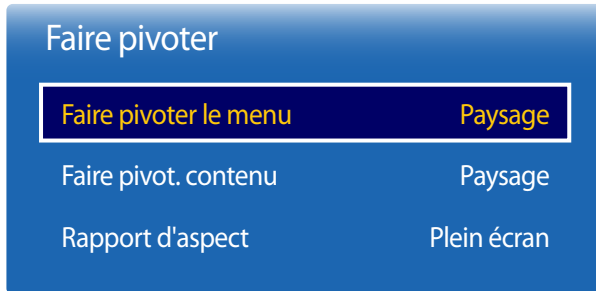 Faire pivoter
Faire pivoter le menu Paysage
Faire pivot. contenu Paysage
Rapport d'aspect Plein écran